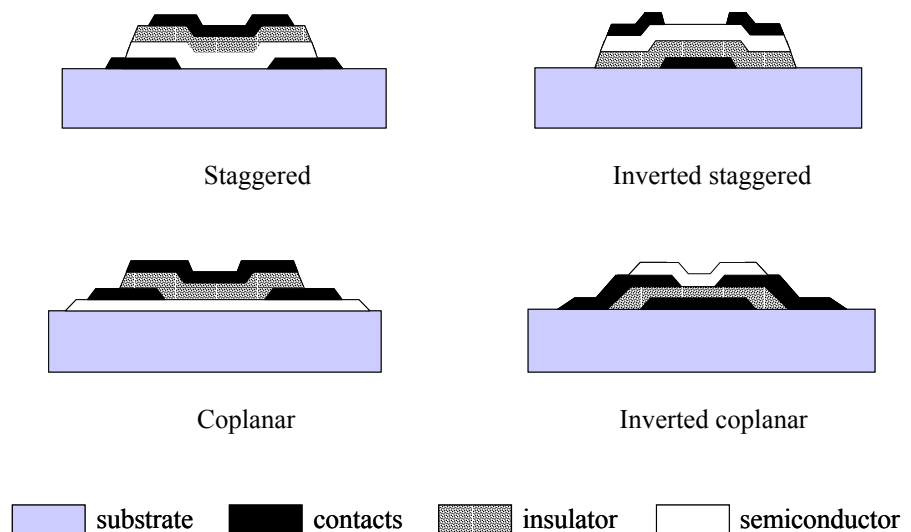 Staggered
Inverted staggered
Coplanar
Inverted coplanar
substrate contacts insulator semiconductor